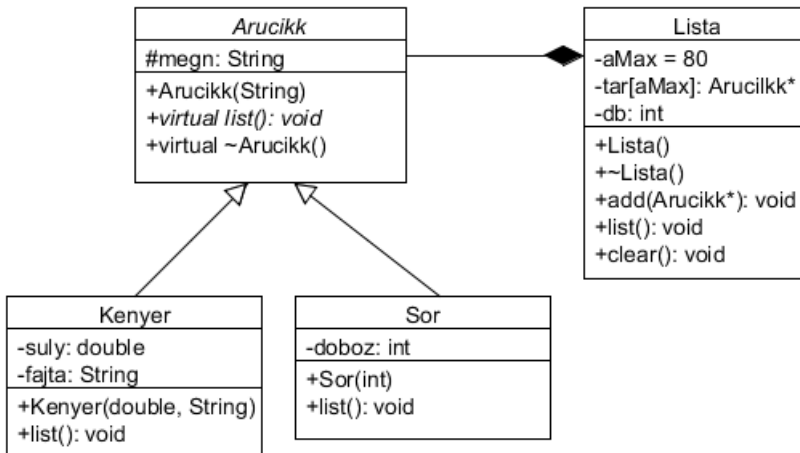 Arucikk
#megn: String
+Arucikk(String)
+virtual list(): void
+virtual ~Arucikk()
Lista
-aMax = 80
-tar[aMax]: Arucilkk*
-db: int
+Lista()
+~Lista()
+add(Arucikk*): void
+list(): void
+clear(): void
Kenyer
-suly: double
-fajta: String
+Kenyer(double, String)
+list(): void
Sor
-doboz: int
+Sor(int)
+list(): void